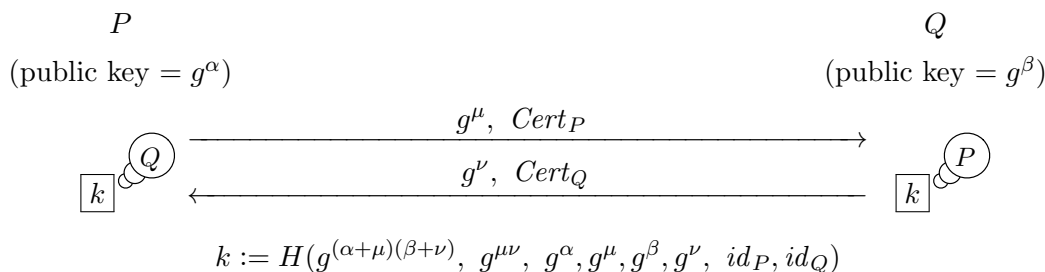 P Q
(public key = g^α) (public key = g^β)
g^μ, Cert_P
Q P
g^ν, Cert_Q
k k
k := H(g^{(α+μ)(β+ν)}, g^{μν}, g^α, g^μ, g^β, g^ν, id_P, id_Q)